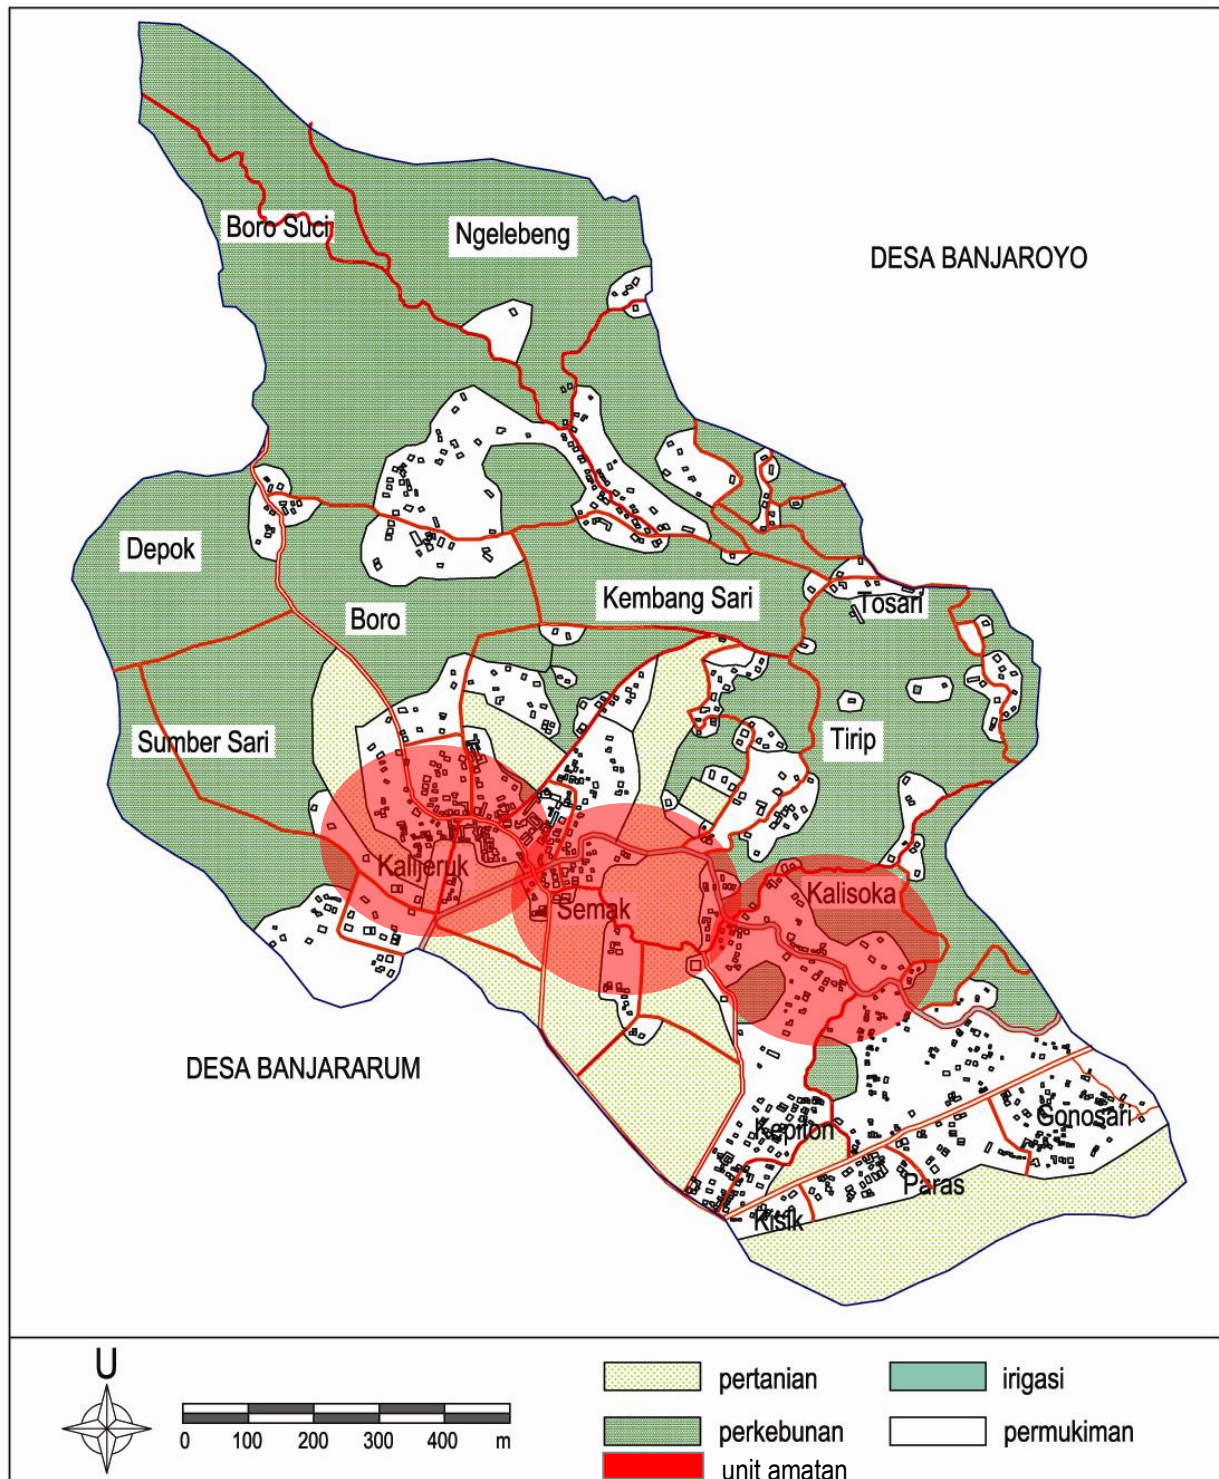 Boro Suci
Ngelebeng
DESA BANJAROYO
Depok
Boro
Kembang Sari
Tosari
Sumber Sari
Tirip
Kalijeruk
Semak
Kalisoka
DESA BANJARARUM
Keprion
Gonosari
Paras
Kisik
U
0 100 200 300 400 m
pertanian
irigasi
perkebunan
permukiman
unit amatan